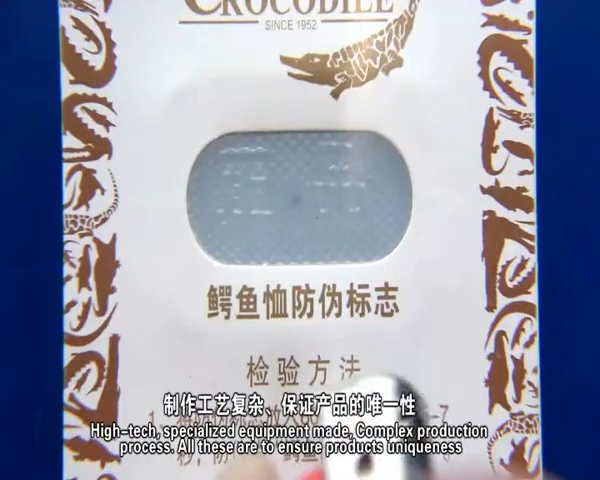 CROCODILE
SINCE 1952
鳄鱼恤防伪标志
检验方法
制作工艺复杂、保证产品的唯一性
High-tech, specialized equipment made, Complex production
process. All these are to ensure products uniqueness